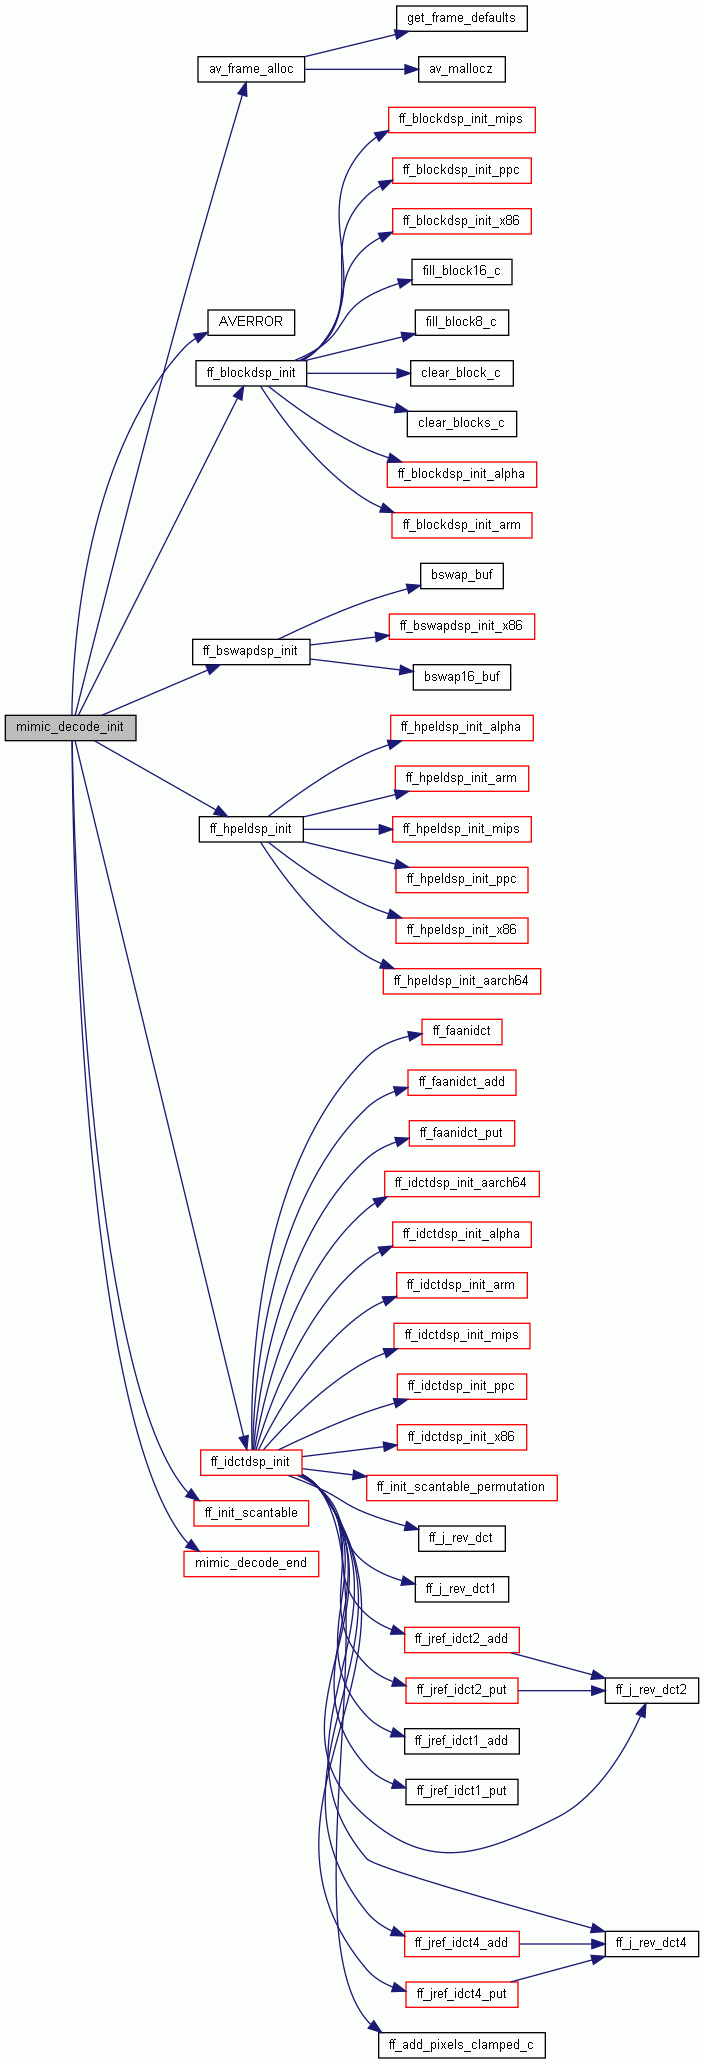 get_frame_defaults
av_frame_alloc
av_mallocz
ff_blockdsp_init_mips
ff_blockdsp_init_ppc
ff_blockdsp_init_x86
fill_block16_c
AVERROR
fill_block8_c
ff_blockdsp_init
clear_block_c
clear_blocks_c
ff_blockdsp_init_alpha
ff_blockdsp_init_arm
bswap_buf
ff_bswapdsp_init_x86
ff_bswapdsp_init
bswap16_buf
mimic_decode_init
ff_hpeldsp_init_alpha
ff_hpeldsp_init_arm
ff_hpeldsp_init
ff_hpeldsp_init_mips
ff_hpeldsp_init_ppc
ff_hpeldsp_init_x86
ff_hpeldsp_init_aarch64
ff_faanidct
ff_faanidct_add
ff_faanidct_put
ff_idctdsp_init_aarch64
ff_idctdsp_init_alpha
ff_idctdsp_init_arm
ff_idctdsp_init_mips
ff_idctdsp_init_ppc
ff_idctdsp_init_x86
ff_idctdsp_init
ff_init_scantable_permutation
ff_init_scantable
ff_j_rev_dct
mimic_decode_end
ff_j_rev_dct1
ff_jref_idct2_add
ff_jref_idct2_put
ff_j_rev_dct2
ff_jref_idct1_add
ff_jref_idct1_put
ff_jref_idct4_add
ff_j_rev_dct4
ff_jref_idct4_put
ff_add_pixels_clamped_c